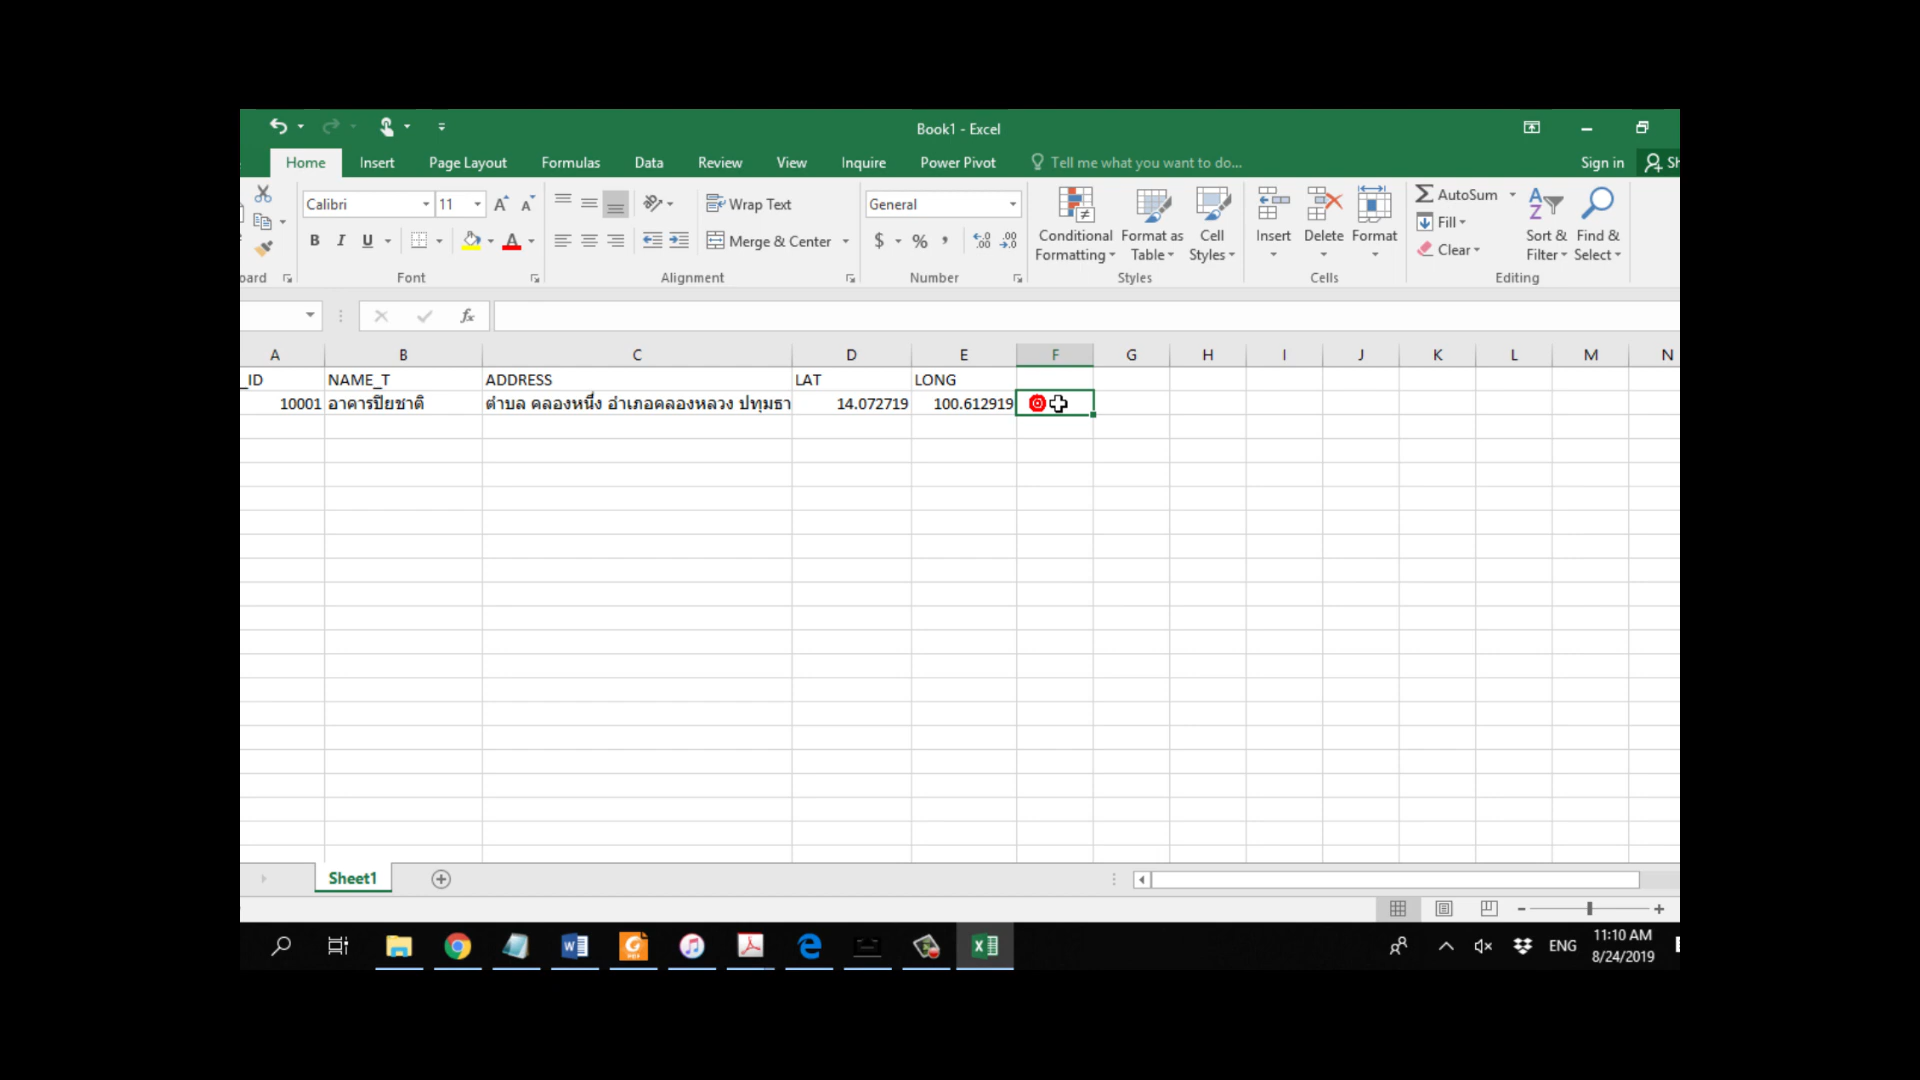 Book1 - Excel
Home Insert Page Layout Formulas Data Review View Inquire Power Pivot Tell me what you want to do... Sign in
Calibri 11 Wrap Text General AutoSum
Fill
B I U Merge & Center $ % Conditional Format as Cell Insert Delete Format Sort & Find &
Formatting Table Styles Clear Filter Select
Font Alignment Number Styles Cells Editing
fx
A B C D E F G H I J K L M N
_ID NAME_T ADDRESS LAT LONG
10001 อาคารปิยชาติ ตำบล คลองหนึ่ง อำเภอคลองหลวง ปทุมธา 14.072719 100.612919
Sheet1
ENG 11:10 AM
8/24/2019